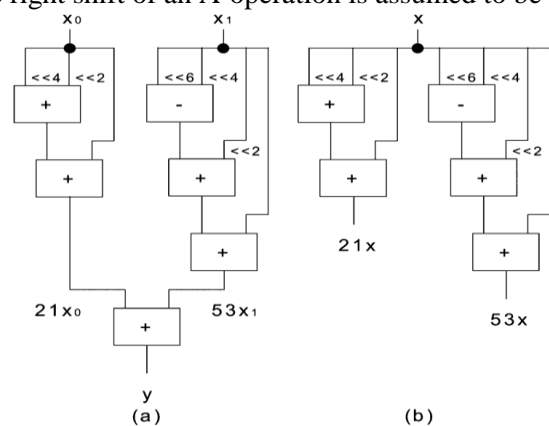 right shift of an A operation is assumed to be
x0 x1 x
<<4 <<2 <<6 <<4 <<4 <<2 <<6 <<4
+ - + -
<<2 <<2
+ + +
+ 21x +
21x0 53x1 53x
+
y
(a) (b)